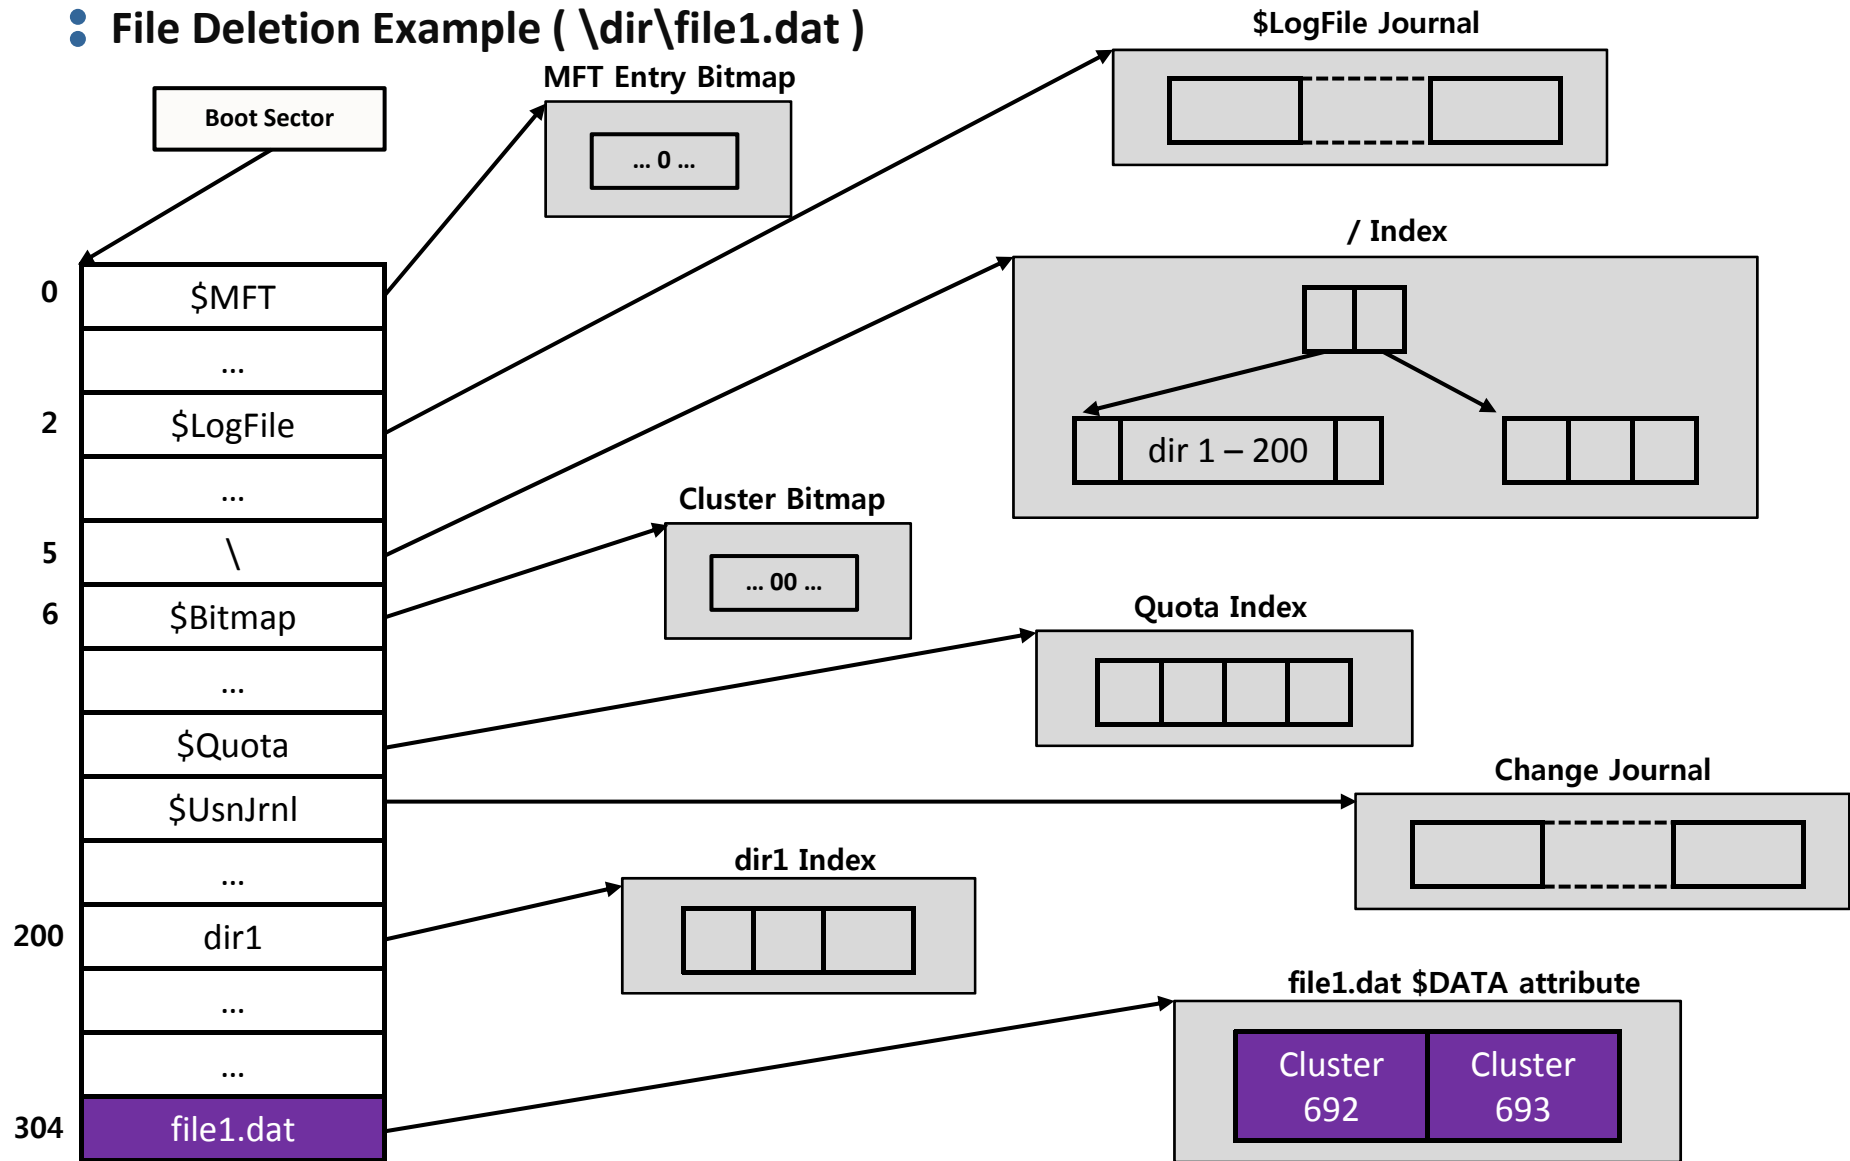 File Deletion Example ( \dir\file1.dat )
$LogFile Journal
MFT Entry Bitmap
Boot Sector
... 0 ...
/ Index
0
$MFT
...
2
$LogFile
dir 1 – 200
...
Cluster Bitmap
5
\
... 00 ...
6
$Bitmap
Quota Index
...
$Quota
Change Journal
$UsnJrnl
dir1 Index
...
200
dir1
file1.dat $DATA attribute
...
...
Cluster
692
Cluster
693
304
file1.dat